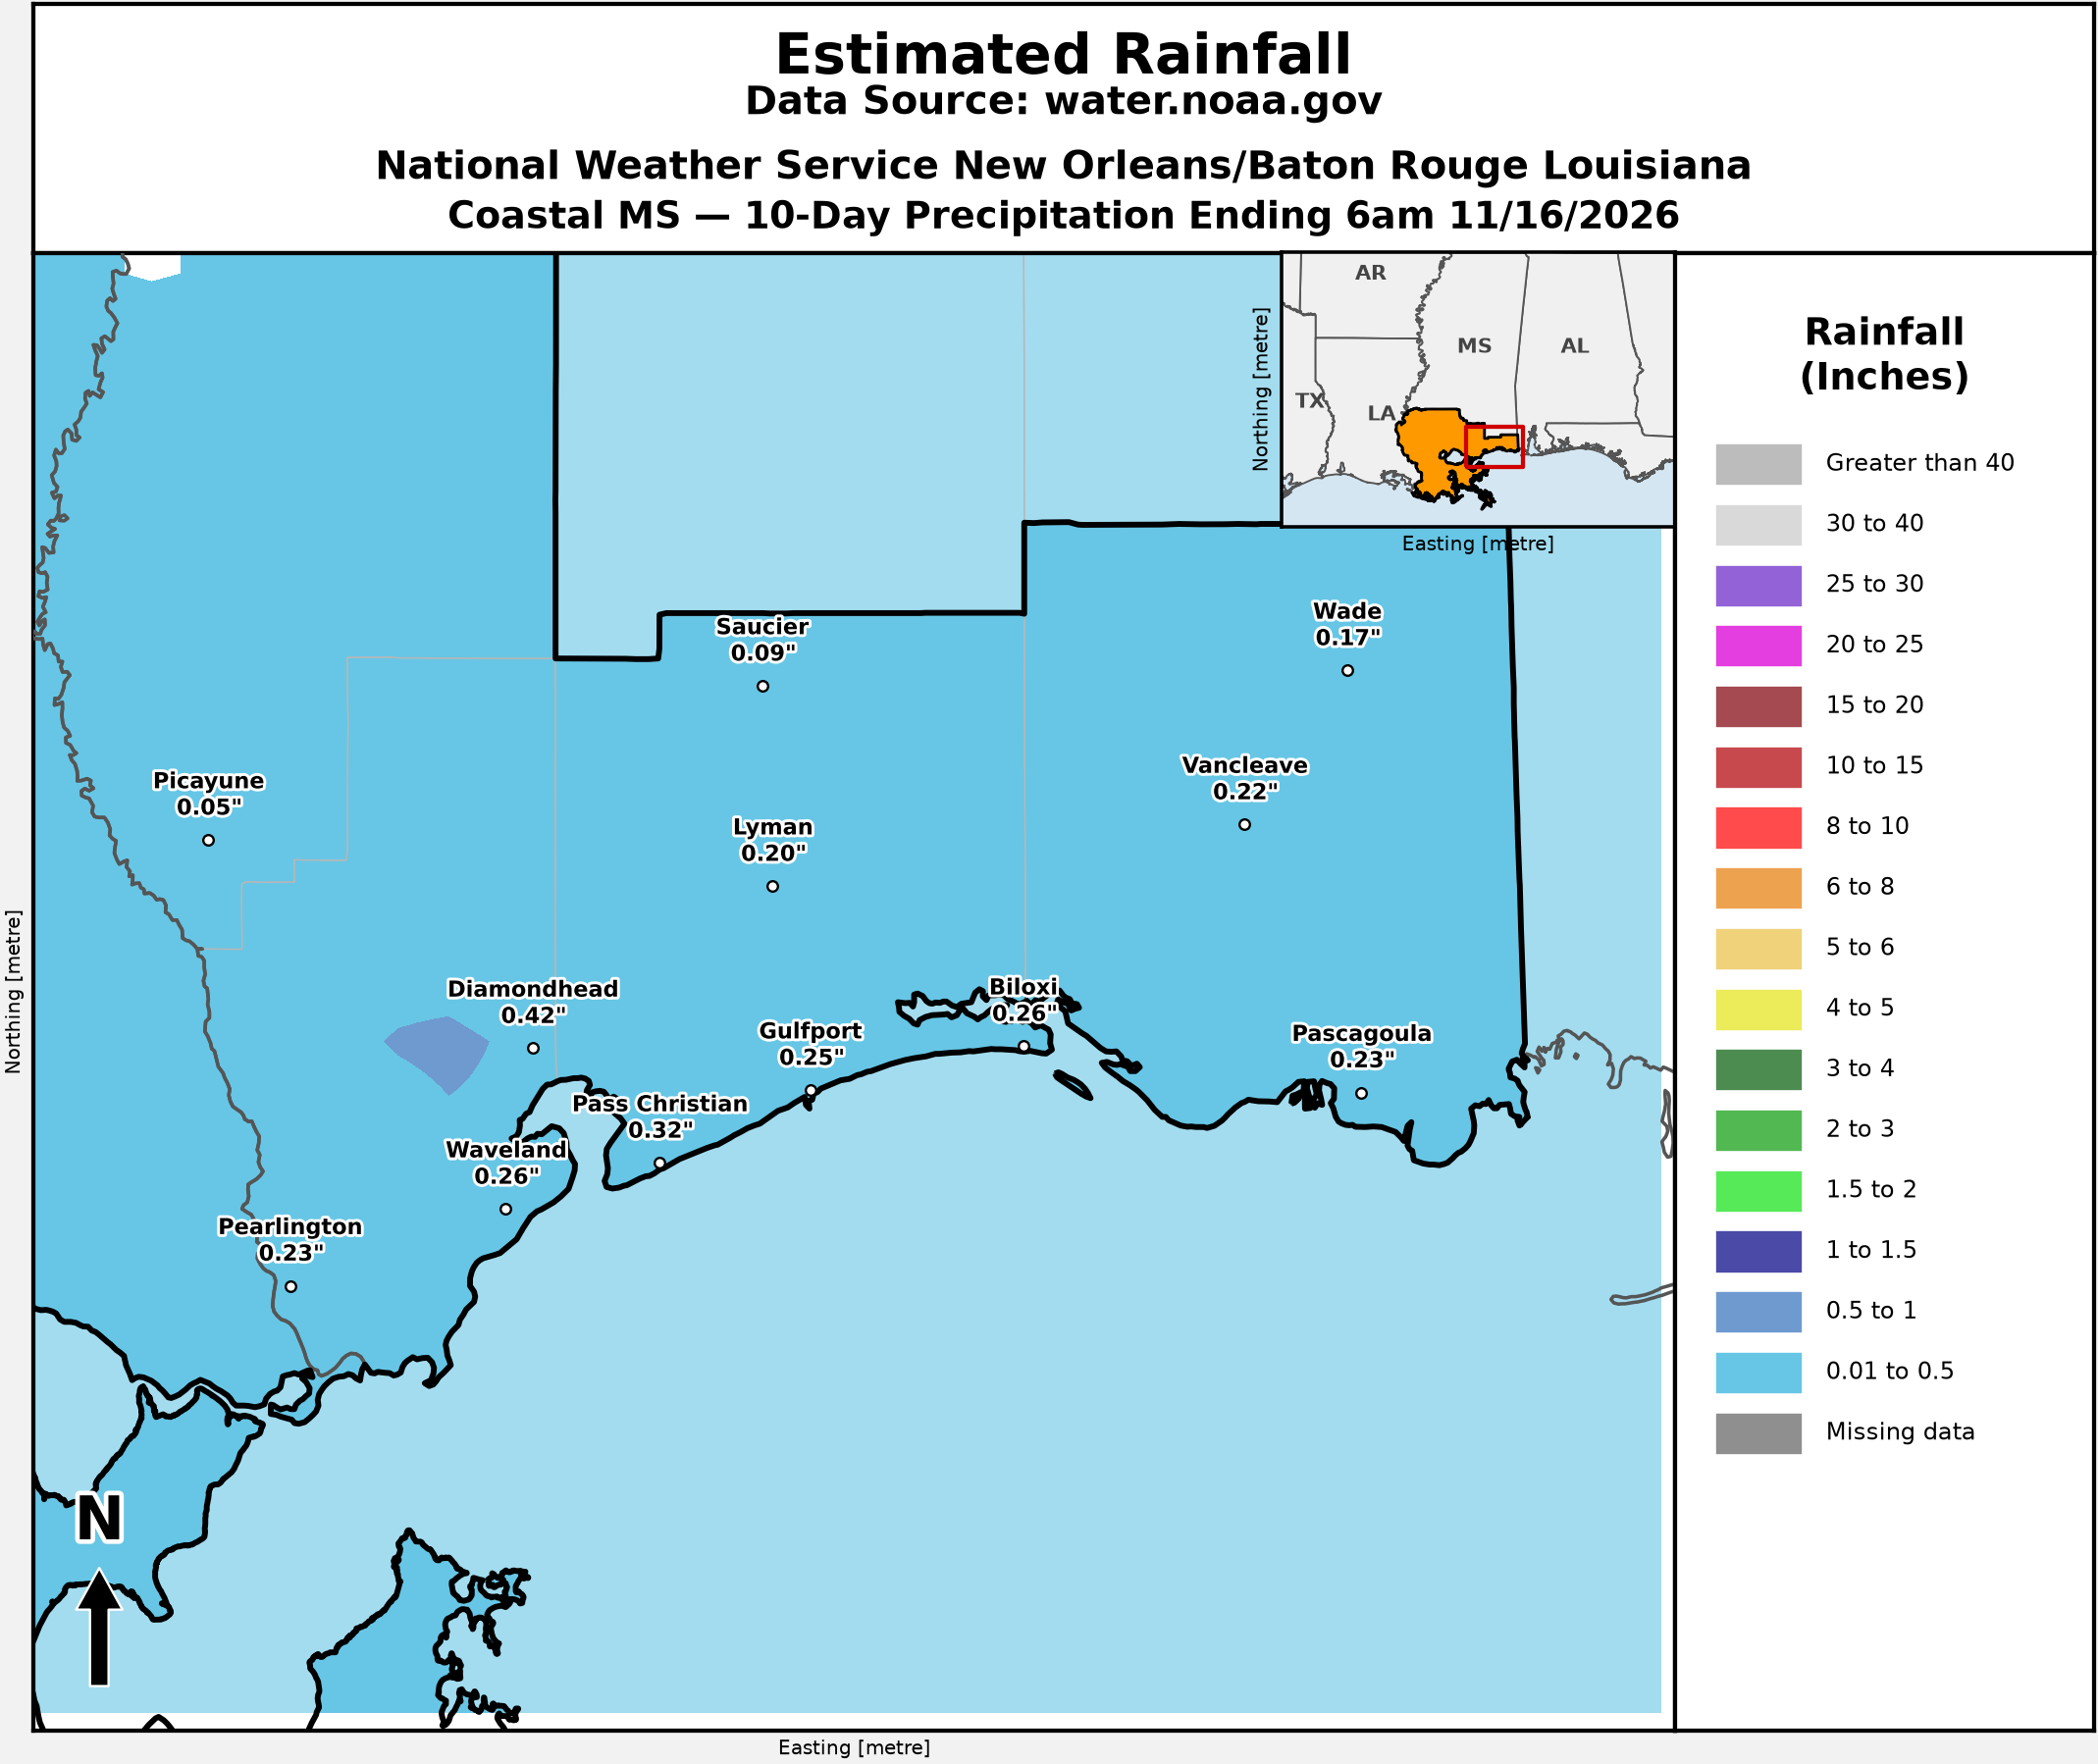 Estimated Rainfall
Data Source: water.noaa.gov
National Weather Service New Orleans/Baton Rouge Louisiana
Coastal MS — 10-Day Precipitation Ending 6am 11/16/2026
AR
MS
AL
TX
LA
Northing [metre]
Easting [metre]
Saucier
0.09"
Wade
0.17"
Picayune
0.05"
Vancleave
0.22"
Lyman
0.20"
Diamondhead
0.42"
Biloxi
0.26"
Gulfport
0.25"
Pascagoula
0.23"
Pass Christian
0.32"
Waveland
0.26"
Pearlington
0.23"
N
Northing [metre]
Easting [metre]
Rainfall
(Inches)
Greater than 40
30 to 40
25 to 30
20 to 25
15 to 20
10 to 15
8 to 10
6 to 8
5 to 6
4 to 5
3 to 4
2 to 3
1.5 to 2
1 to 1.5
0.5 to 1
0.01 to 0.5
Missing data